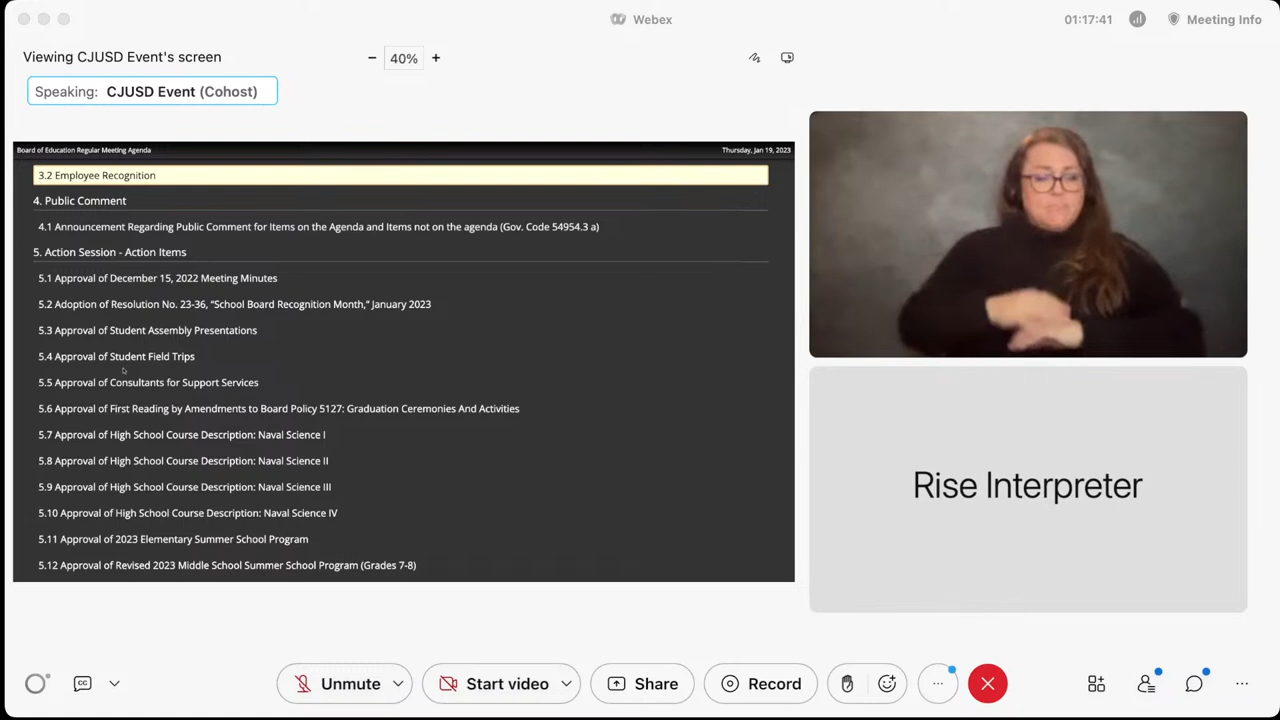 Webex
01:17:41
Meeting Info
Viewing CJUSD Event's screen
− 40% +
Speaking: CJUSD Event (Cohost)
Board of Education Regular Meeting Agenda
Thursday, Jan 19, 2023
3.2 Employee Recognition
4. Public Comment
4.1 Announcement Regarding Public Comment for Items on the Agenda and Items not on the agenda (Gov. Code 54954.3 a)
5. Action Session - Action Items
5.1 Approval of December 15, 2022 Meeting Minutes
5.2 Adoption of Resolution No. 23-36, “School Board Recognition Month,” January 2023
5.3 Approval of Student Assembly Presentations
5.4 Approval of Student Field Trips
5.5 Approval of Consultants for Support Services
5.6 Approval of First Reading by Amendments to Board Policy 5127: Graduation Ceremonies And Activities
5.7 Approval of High School Course Description: Naval Science I
5.8 Approval of High School Course Description: Naval Science II
5.9 Approval of High School Course Description: Naval Science III
5.10 Approval of High School Course Description: Naval Science IV
5.11 Approval of 2023 Elementary Summer School Program
5.12 Approval of Revised 2023 Middle School Summer School Program (Grades 7-8)
Rise Interpreter
CC
Unmute
Start video
Share
Record